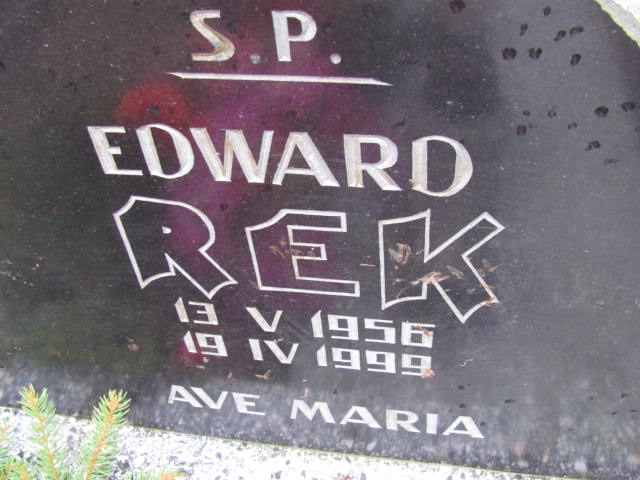 S.P.
EDWARD
REK
13 V 1956
19 IV 1999
AVE MARIA